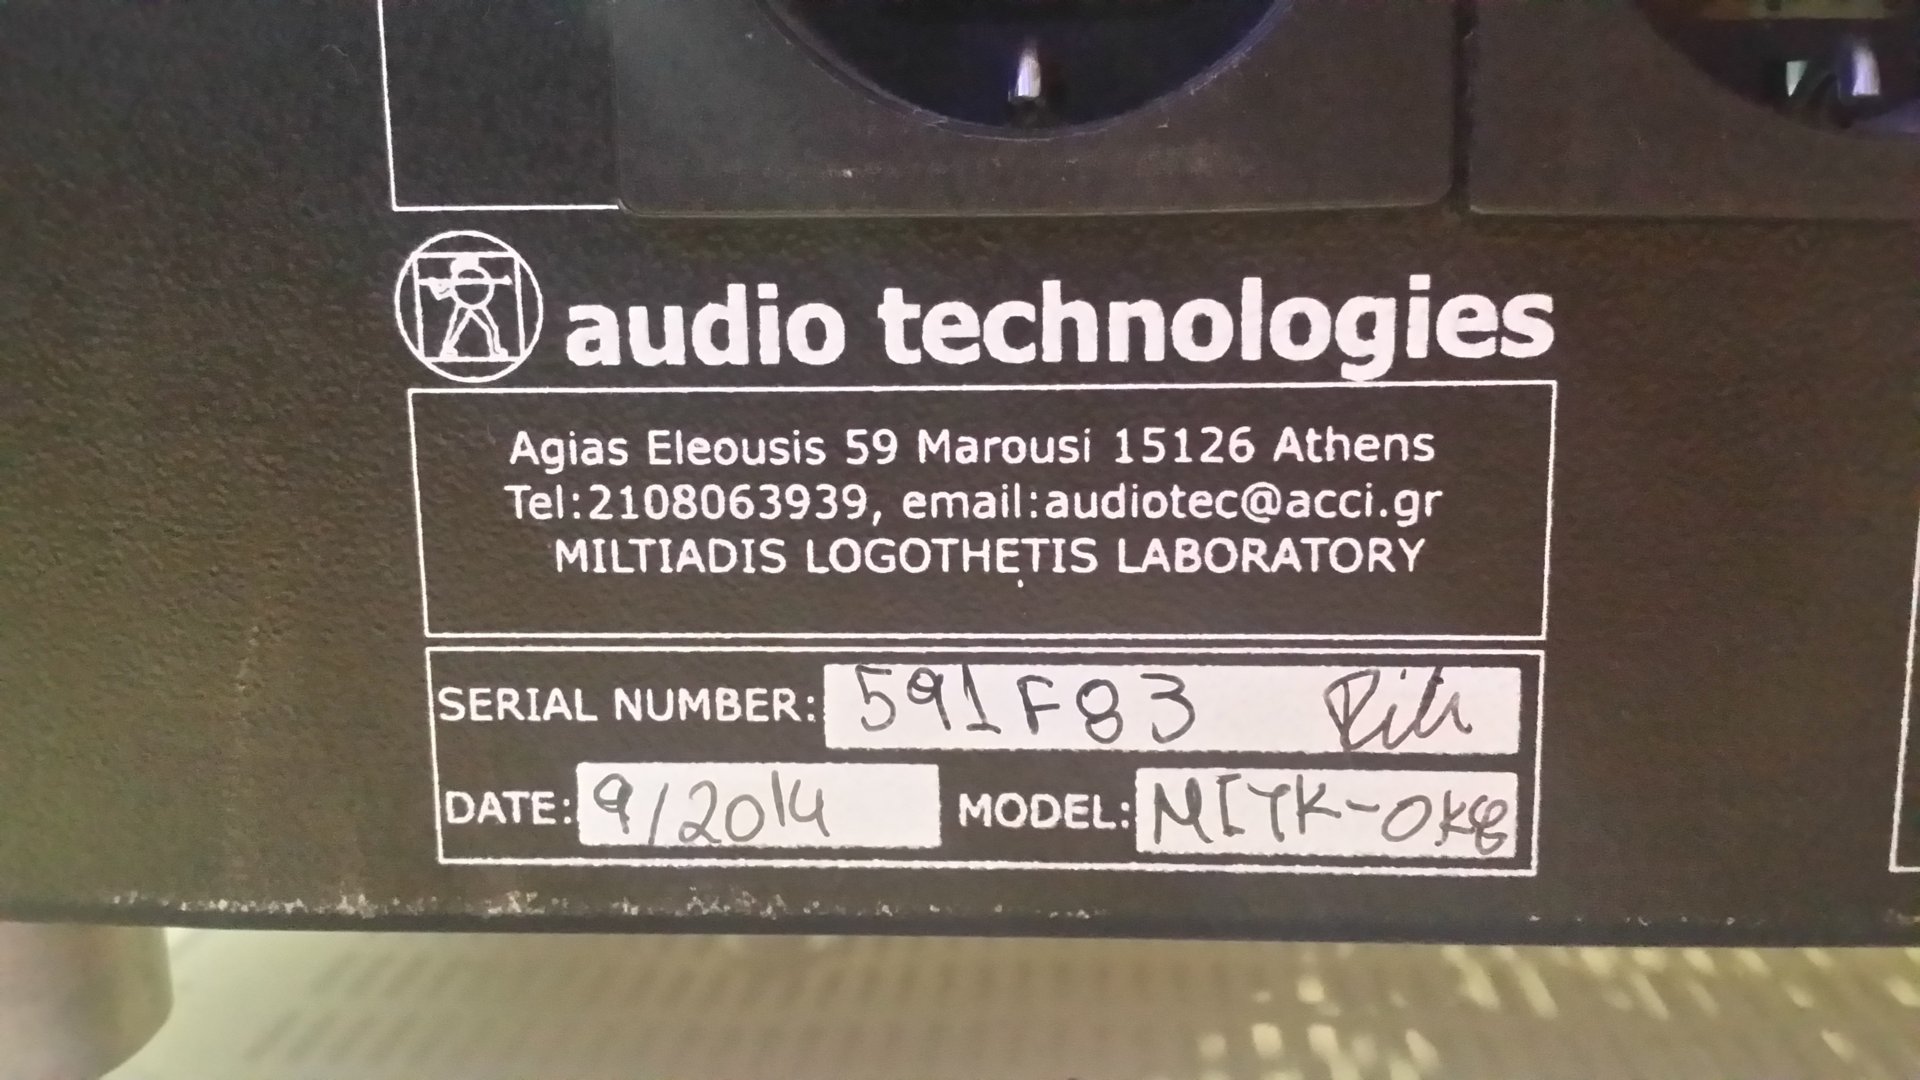 audio technologies
Agias Eleousis 59 Marousi 15126 Athens
Tel:2108063939, email:audiotec@acci.gr
MILTIADIS LOGOTHETIS LABORATORY
SERIAL NUMBER: 591F83
DATE: 9/2014 MODEL: